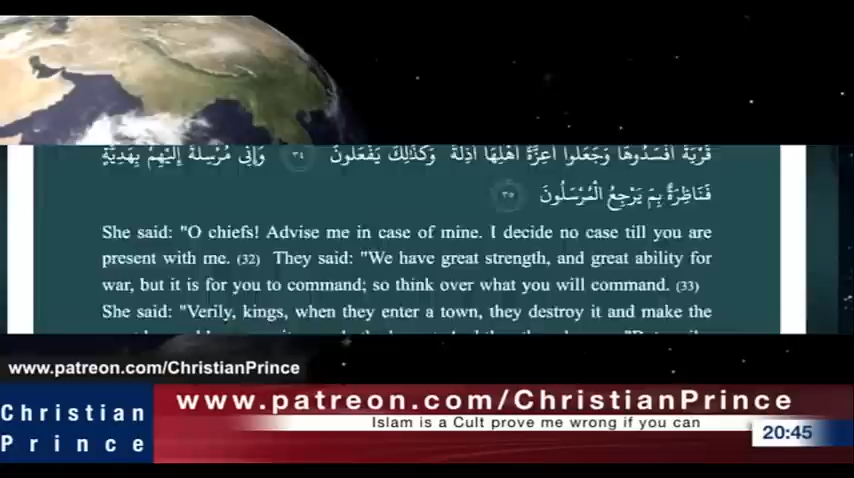 قَرْيَةً أَفْسَدُوهَا وَجَعَلُوا أَعِزَّةَ أَهْلِهَا أَذِلَّةً وَكَذَٰلِكَ يَفْعَلُونَ ٣٤ وَإِنِّي مُرْسِلَةٌ إِلَيْهِم بِهَدِيَّةٍ
فَنَاظِرَةٌ بِمَ يَرْجِعُ الْمُرْسَلُونَ ٣٥
She said: "O chiefs! Advise me in case of mine. I decide no case till you are
present with me. (32) They said: "We have great strength, and great ability for
war, but it is for you to command; so think over what you will command. (33)
She said: "Verily, kings, when they enter a town, they destroy it and make the
www.patreon.com/ChristianPrince
Christian
Prince
www.patreon.com/ChristianPrince
Islam is a Cult prove me wrong if you can
20:45